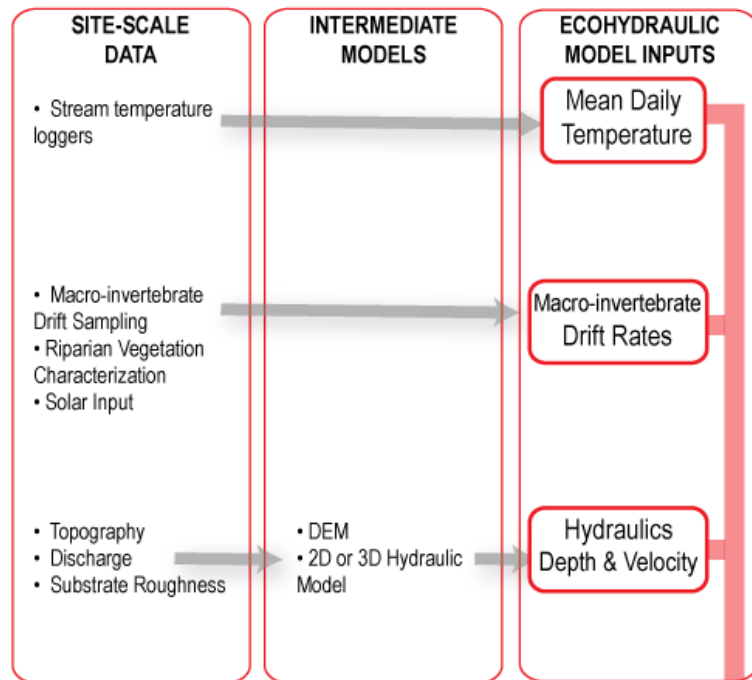 SITE-SCALE
DATA
INTERMEDIATE
MODELS
ECOHYDRAULIC
MODEL INPUTS
• Stream temperature
loggers
Mean Daily
Temperature
• Macro-invertebrate
Drift Sampling
• Riparian Vegetation
Characterization
• Solar Input
Macro-invertebrate
Drift Rates
• Topography
• Discharge
• Substrate Roughness
• DEM
• 2D or 3D Hydraulic
Model
Hydraulics
Depth & Velocity